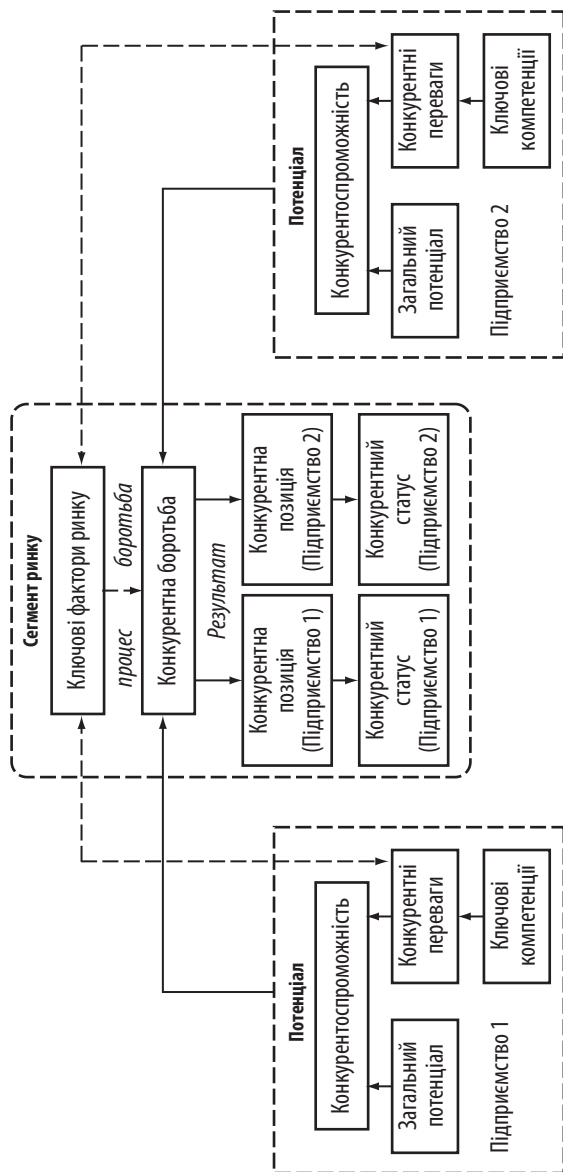 Сегмент ринку
Ключові фактори ринку
процес
боротьба
Конкурентна боротьба
Результат
Конкурентна
позиція
(Підприємство 1)
Конкурентна
позиція
(Підприємство 2)
Конкурентний
статус
(Підприємство 1)
Конкурентний
статус
(Підприємство 2)
Потенціал
Конкурентоспроможність
Загальний
потенціал
Конкурентні
переваги
Ключові
компетенції
Підприємство 1
Потенціал
Конкурентоспроможність
Загальний
потенціал
Конкурентні
переваги
Ключові
компетенції
Підприємство 2